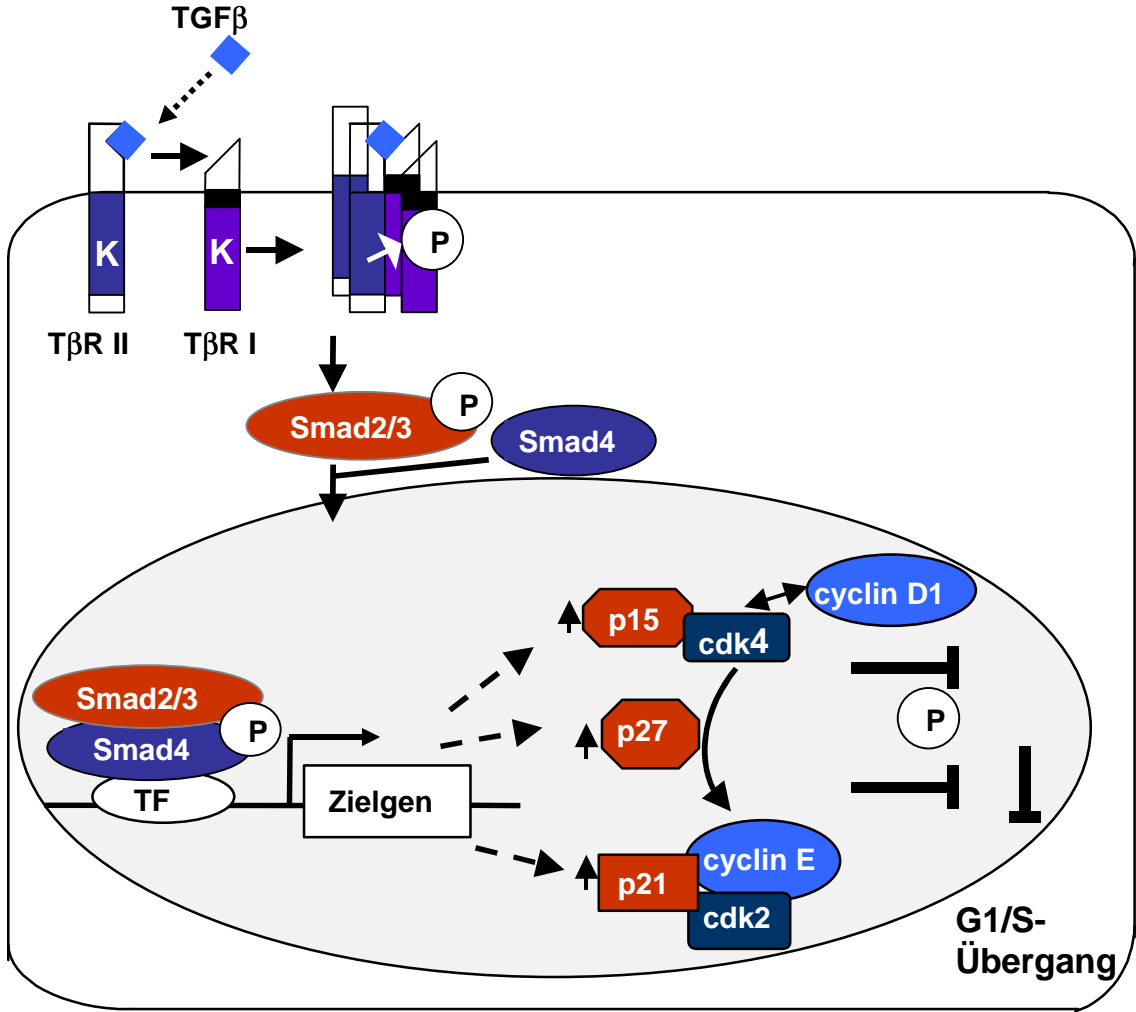 TGFβ
K
K
P
TβR II
TβR I
P
Smad2/3
Smad4
cyclin D1
p15
cdk4
Smad2/3
P
Smad4
p27
P
TF
Zielgen
cyclin E
p21
cdk2
G1/S-
Übergang